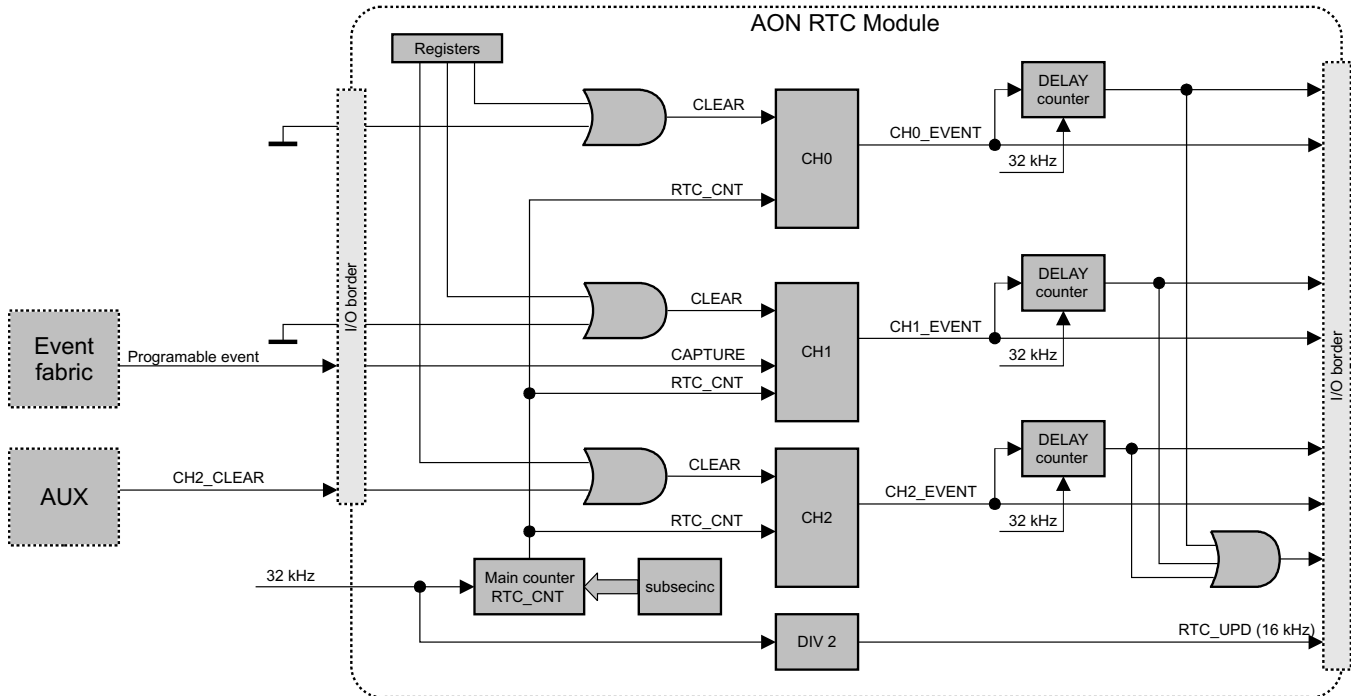 AON RTC Module
Registers
DELAY
counter
CLEAR
CH0_EVENT
CH0
32 kHz
RTC_CNT
I/O border
I/O border
DELAY
counter
CLEAR
CH1_EVENT
Event
fabric
Programable event
CAPTURE
CH1
32 kHz
RTC_CNT
DELAY
counter
CLEAR
AUX
CH2_CLEAR
CH2_EVENT
CH2
RTC_CNT
32 kHz
32 kHz
Main counter
RTC_CNT
subsecinc
DIV 2
RTC_UPD (16 kHz)